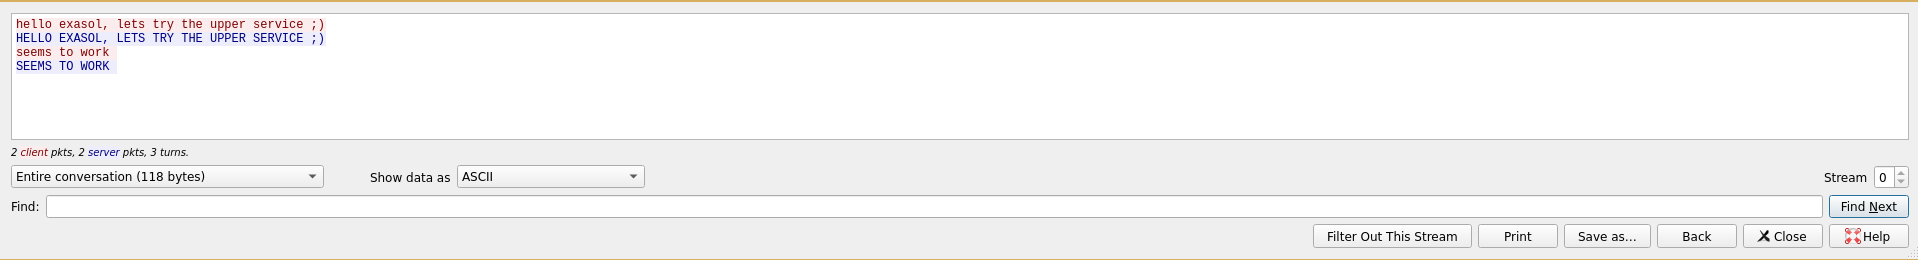 hello exasol, lets try the upper service ;)
HELLO EXASOL, LETS TRY THE UPPER SERVICE ;)
seems to work
SEEMS TO WORK
2 client pkts, 2 server pkts, 3 turns.
Entire conversation (118 bytes) Show data as ASCII Stream 0
Find: Find Next
Filter Out This Stream Print Save as... Back Close Help